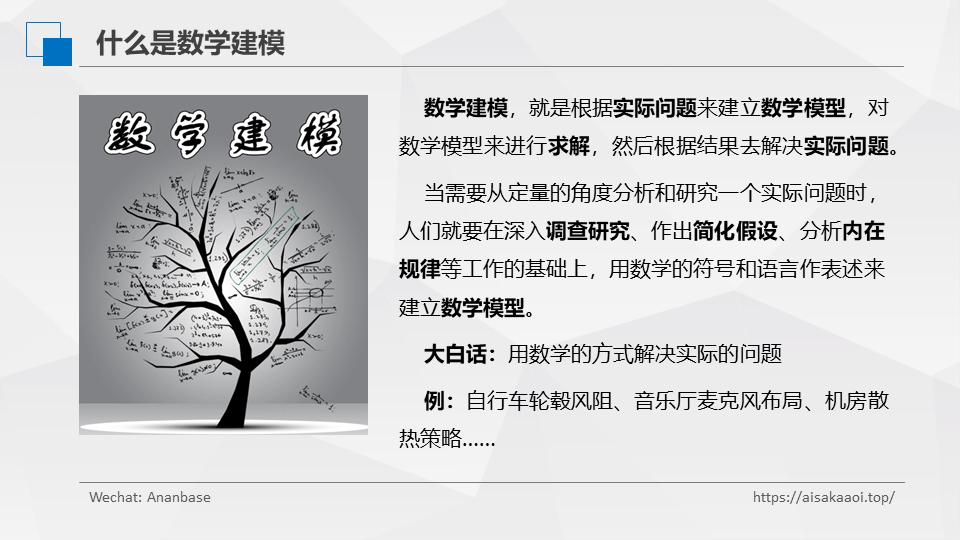 什么是数学建模
数学建模
数学建模，就是根据实际问题来建立数学模型，对
数学模型来进行求解，然后根据结果去解决实际问题。
当需要从定量的角度分析和研究一个实际问题时，
人们就要在深入调查研究、作出简化假设、分析内在
规律等工作的基础上，用数学的符号和语言作表述来
建立数学模型。
大白话：用数学的方式解决实际的问题
例：自行车轮毂风阻、音乐厅麦克风布局、机房散
热策略......
Wechat: Ananbase
https://aisakaaoi.top/